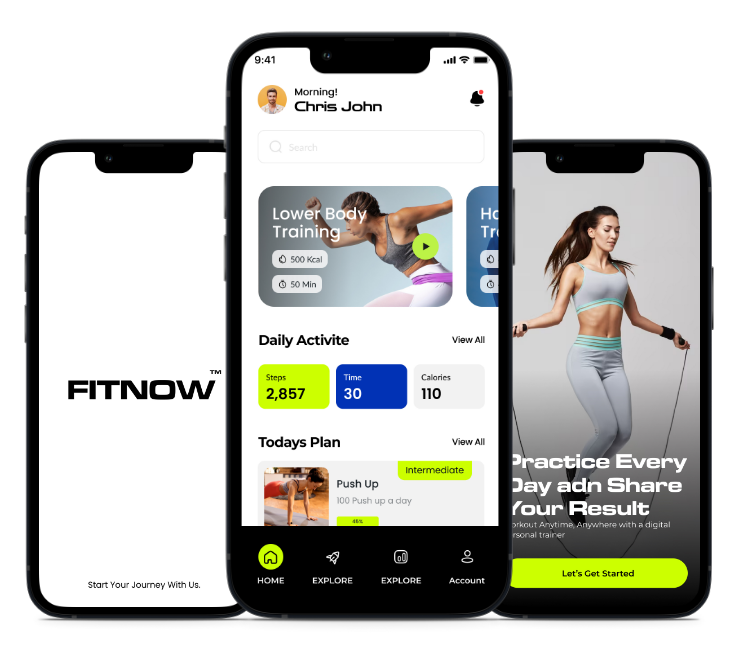 FITNOW™
Start Your Journey With Us.
9:41
Morning!
Chris John
Search
Lower Body
Training
500 Kcal
50 Min
Ho
Tr
Daily Activite
View All
Steps
2,857
Time
30
Calories
110
Todays Plan
View All
Intermediate
Push Up
100 Push up a day
45%
HOME
EXPLORE
EXPLORE
Account
Practice Every
Day adn Share
Your Result
orkout Anytime, Anywhere with a digital
rsonal trainer
Let's Get Started